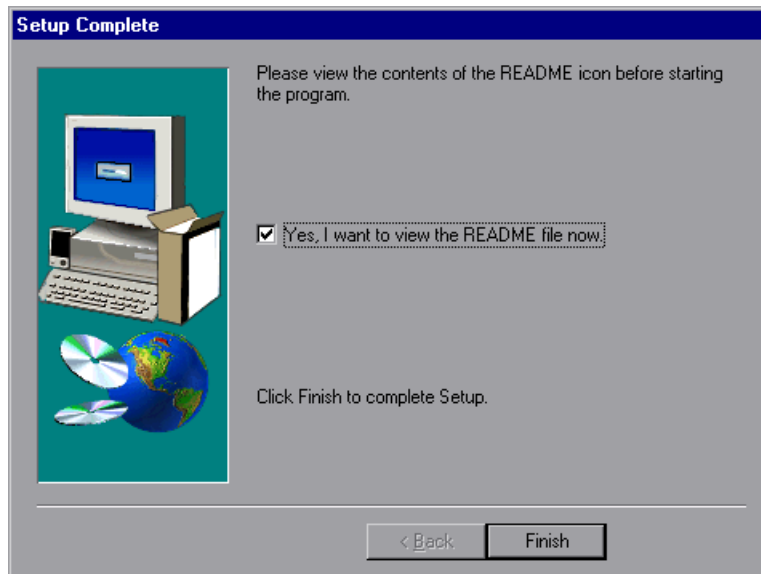 Setup Complete
Please view the contents of the README icon before starting
the program.
Yes, I want to view the README file now.
Click Finish to complete Setup.
< Back
Finish